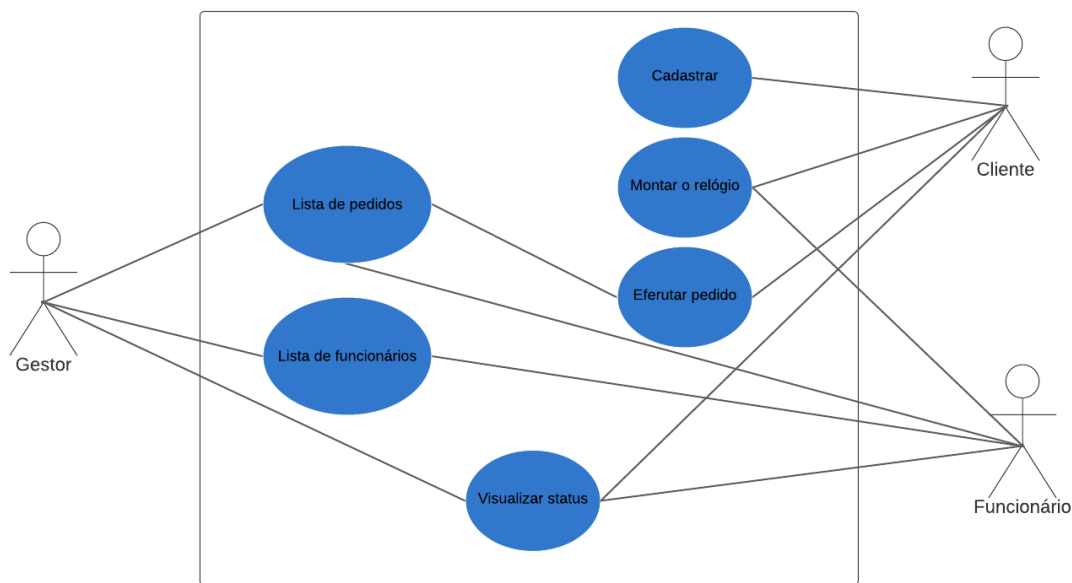 Cadastrar
Cliente
Montar o relógio
Lista de pedidos
Eferutar pedido
Gestor
Lista de funcionários
Visualizar status
Funcionário